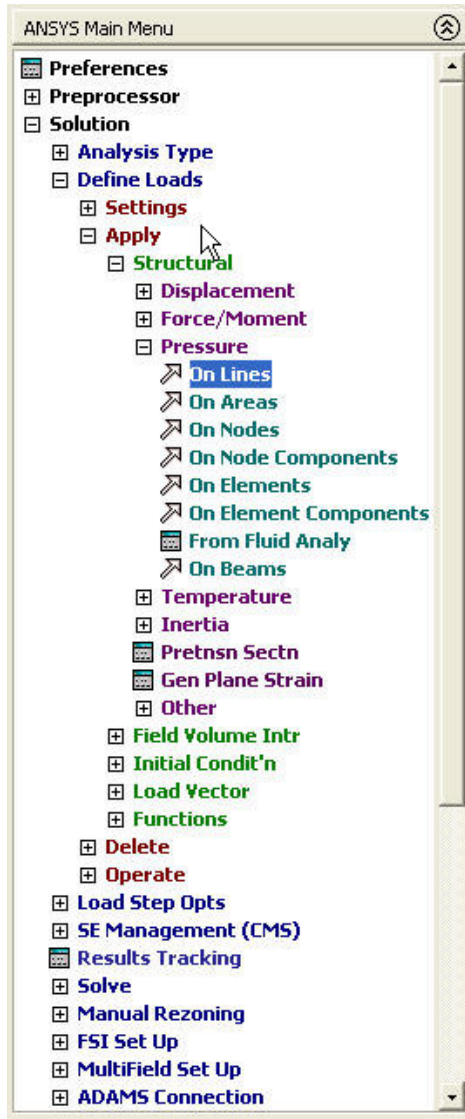 ANSYS Main Menu
Preferences
Preprocessor
Solution
Analysis Type
Define Loads
Settings
Apply
Structural
Displacement
Force/Moment
Pressure
On Lines
On Areas
On Nodes
On Node Components
On Elements
On Element Components
From Fluid Analy
On Beams
Temperature
Inertia
Pretnsn Sectn
Gen Plane Strain
Other
Field Volume Intr
Initial Condit'n
Load Vector
Functions
Delete
Operate
Load Step Opts
SE Management (CMS)
Results Tracking
Solve
Manual Rezoning
FSI Set Up
MultiField Set Up
ADAMS Connection